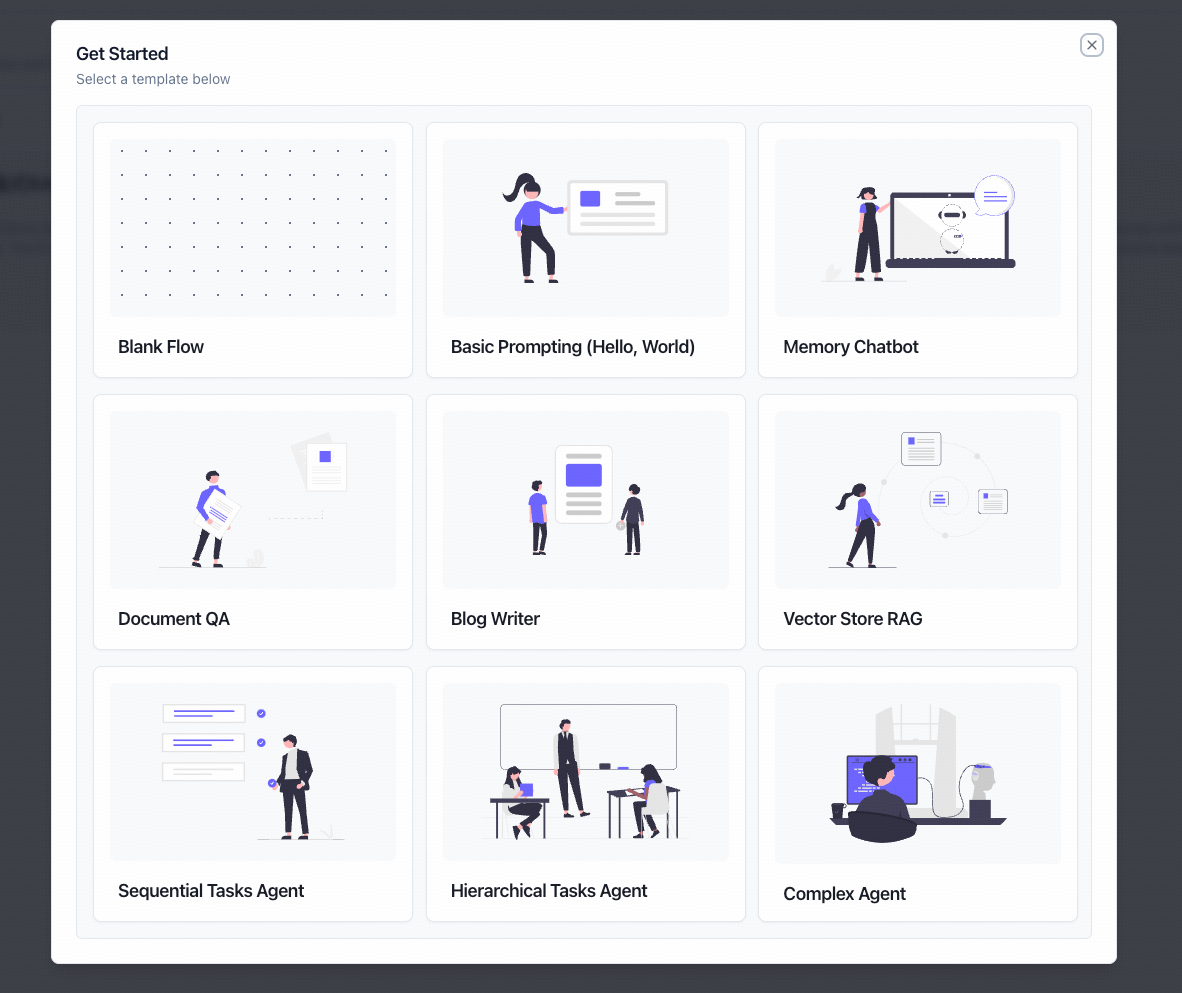 Get Started
Select a template below
Blank Flow
Basic Prompting (Hello, World)
Memory Chatbot
Document QA
Blog Writer
Vector Store RAG
Sequential Tasks Agent
Hierarchical Tasks Agent
Complex Agent